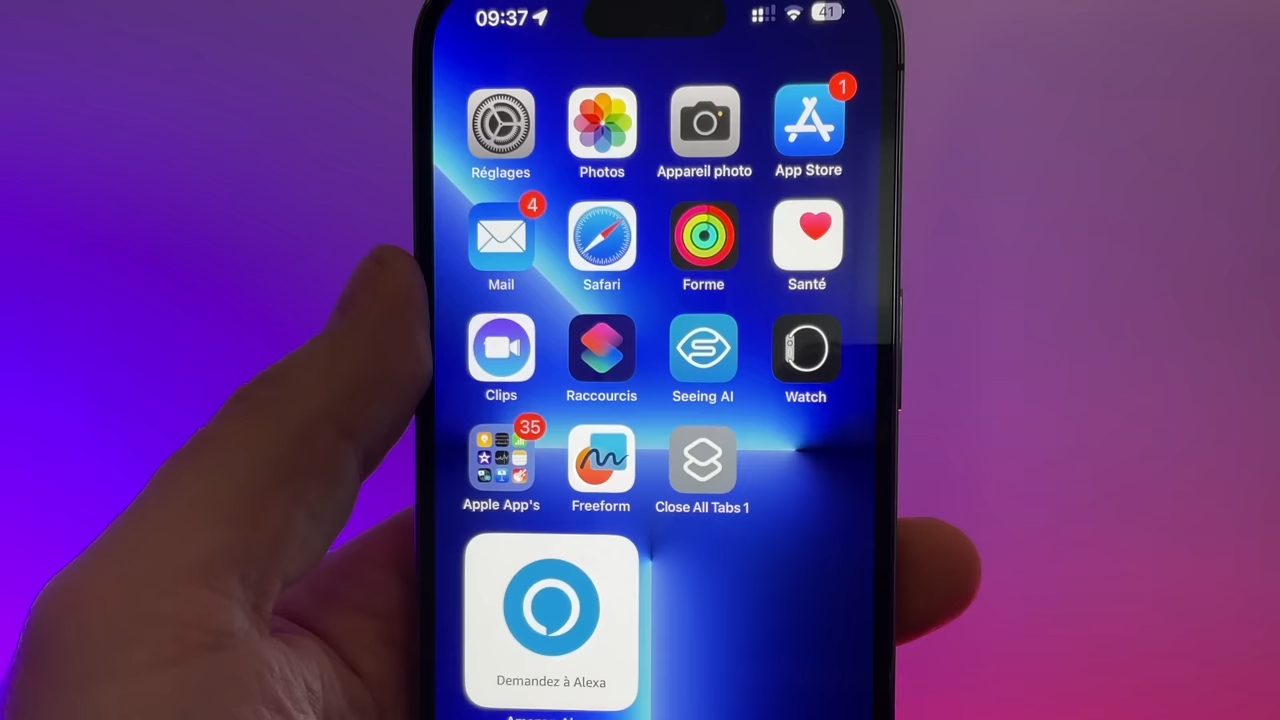 09:37
41
1
Réglages
Photos
Appareil photo
App Store
4
Mail
Safari
Forme
Santé
Clips
Raccourcis
Seeing AI
Watch
35
Apple App's
Freeform
Close All Tabs 1
Demandez à Alexa